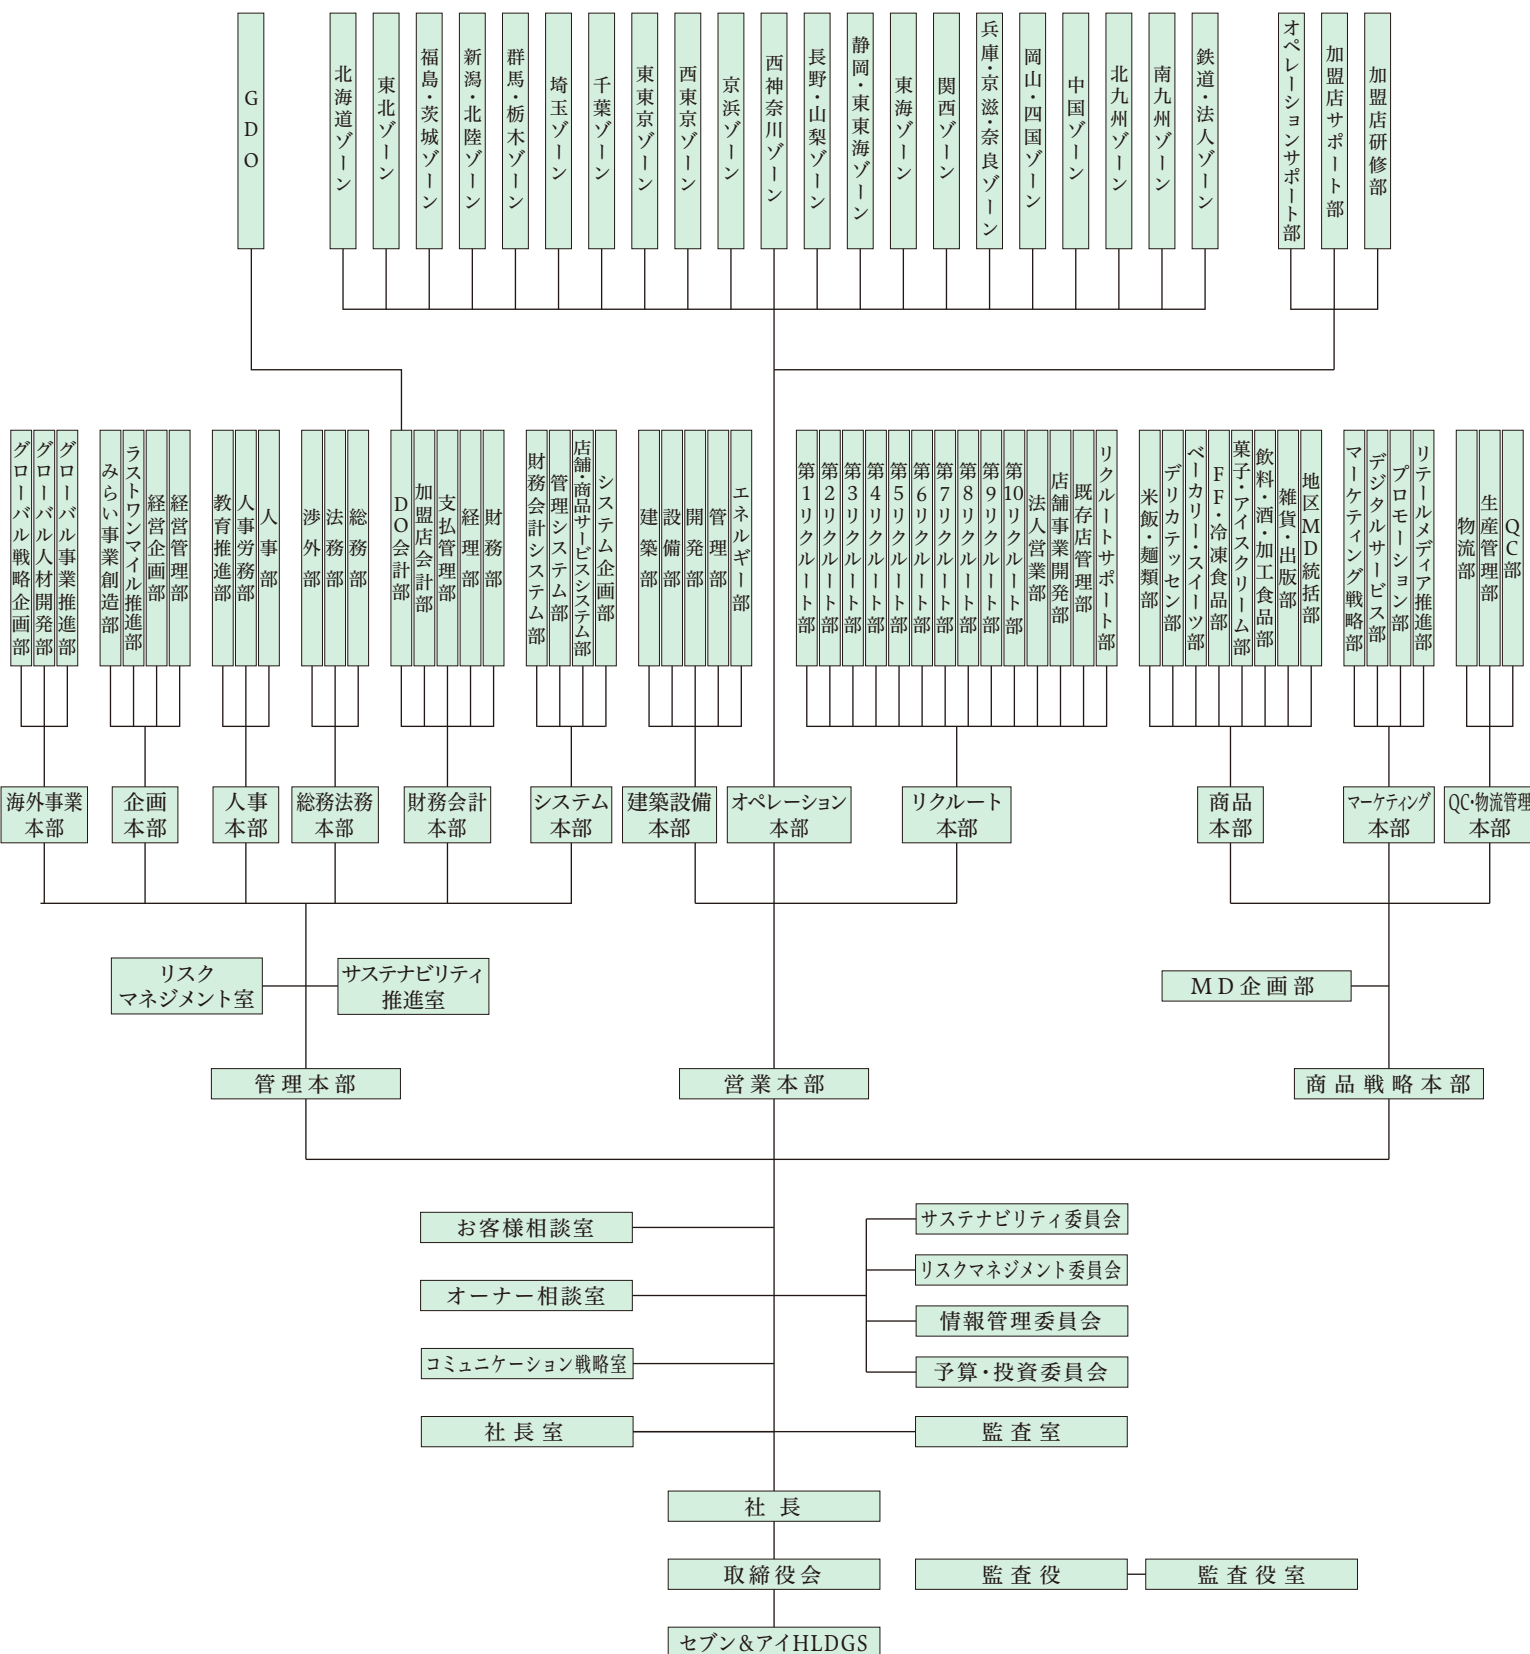 GDO
北海道ゾーン
東北ゾーン
福島・茨城ゾーン
新潟・北陸ゾーン
群馬・栃木ゾーン
埼玉ゾーン
千葉ゾーン
東東京ゾーン
西東京ゾーン
京浜ゾーン
西神奈川ゾーン
長野・山梨ゾーン
静岡・東東海ゾーン
東海ゾーン
関西ゾーン
兵庫・京滋・奈良ゾーン
岡山・四国ゾーン
中国ゾーン
北九州ゾーン
南九州ゾーン
鉄道・法人ゾーン
オペレーションサポート部
加盟店サポート部
加盟店研修部
グローバル戦略企画部
グローバル人材開発部
グローバル事業推進部
みらい事業創造部
ラストワンマイル推進部
経営企画部
経営管理部
教育推進部
人事労務部
人事部
渉外部
法務部
総務部
DO会計部
加盟店会計部
支払管理部
経理部
財務部
財務会計システム部
管理システム部
店舗・商品サービスシステム部
システム企画部
建築部
設備部
開発部
管理部
エネルギー部
第1リクルート部
第2リクルート部
第3リクルート部
第4リクルート部
第5リクルート部
第6リクルート部
第7リクルート部
第8リクルート部
第9リクルート部
第10リクルート部
法人営業部
店舗事業開発部
既存店管理部
リクルートサポート部
米飯・麺類部
デリカテッセン部
ベーカリー・スイーツ部
FF・冷凍食品部
菓子・アイスクリーム部
飲料・酒・加工食品部
雑貨・出版部
地区MD統括部
マーケティング戦略部
デジタルサービス部
プロモーション部
リテールメディア推進部
物流部
生産管理部
QC部
海外事業
本部
企画
本部
人事
本部
総務法務
本部
財務会計
本部
システム
本部
建築設備
本部
オペレーション
本部
リクルート
本部
商品
本部
マーケティング
本部
QC・物流管理
本部
リスク
マネジメント室
サステナビリティ
推進室
MD企画部
管理本部
営業本部
商品戦略本部
お客様相談室
サステナビリティ委員会
リスクマネジメント委員会
オーナー相談室
情報管理委員会
コミュニケーション戦略室
予算・投資委員会
社長室
監査室
社長
取締役会
監査役
監査役室
セブン&アイHLDGS